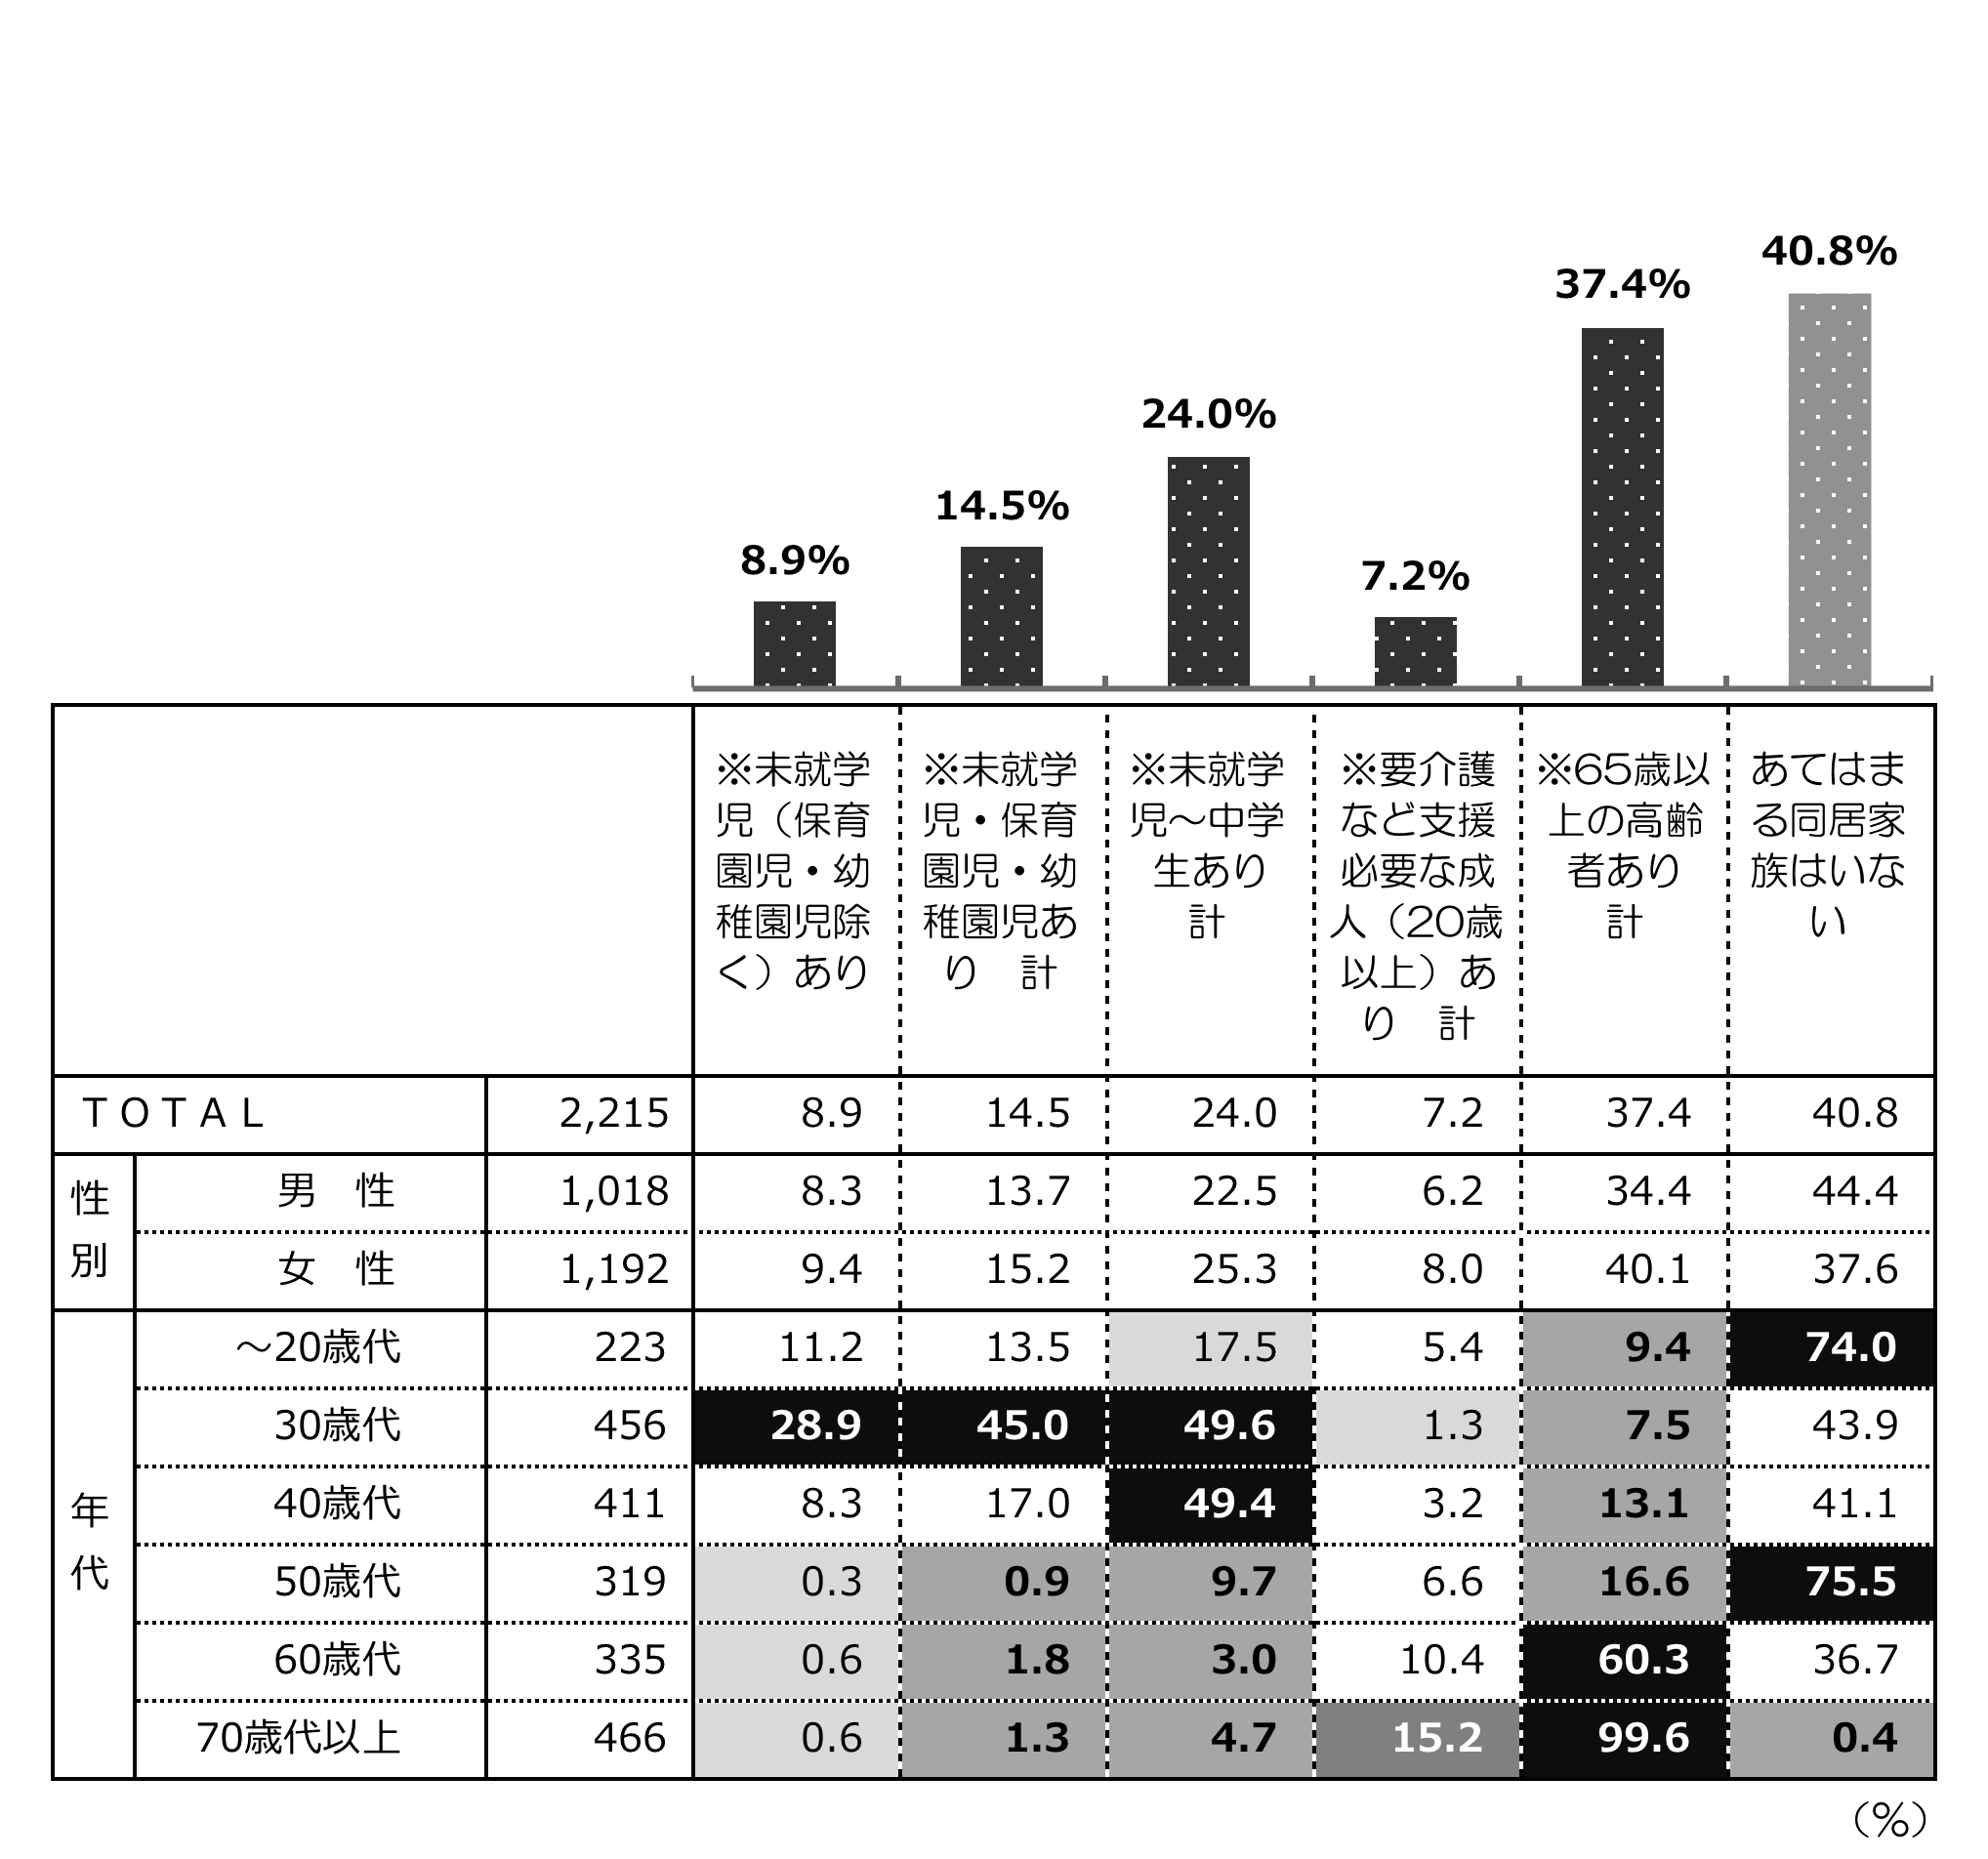 40.8%
37.4%
24.0%
14.5%
8.9%
7.2%
※未就学
児（保育
園児・幼
稚園児除
く）あり
※未就学
児・保育
園児・幼
稚園児あ
り　計
※未就学
児～中学
生あり
計
※要介護
など支援
必要な成
人（20歳
以上）あ
り　計
※65歳以
上の高齢
者あり
計
あてはま
る同居家
族はいな
い
ＴＯＴＡＬ 2,215 8.9 14.5 24.0 7.2 37.4 40.8
性別
男　性 1,018 8.3 13.7 22.5 6.2 34.4 44.4
女　性 1,192 9.4 15.2 25.3 8.0 40.1 37.6
年代
～20歳代 223 11.2 13.5 17.5 5.4 9.4 74.0
30歳代 456 28.9 45.0 49.6 1.3 7.5 43.9
40歳代 411 8.3 17.0 49.4 3.2 13.1 41.1
50歳代 319 0.3 0.9 9.7 6.6 16.6 75.5
60歳代 335 0.6 1.8 3.0 10.4 60.3 36.7
70歳代以上 466 0.6 1.3 4.7 15.2 99.6 0.4
（％）